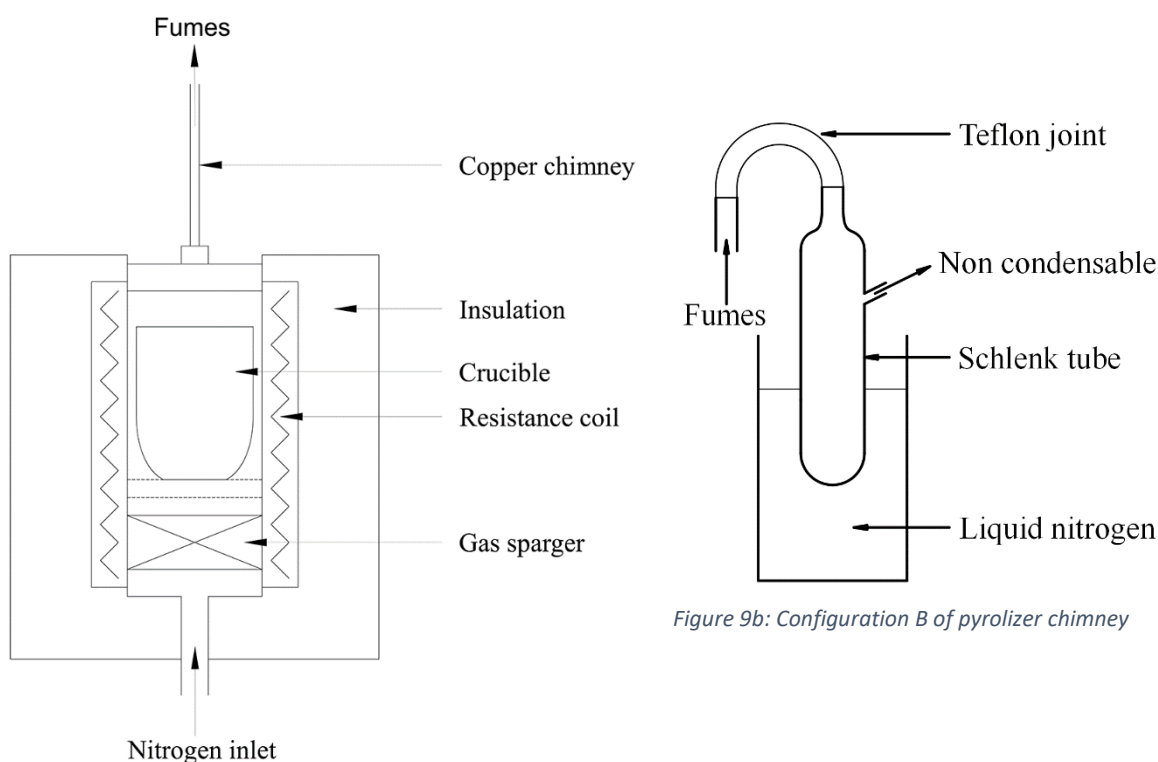 Fumes
Copper chimney
Insulation
Crucible
Resistance coil
Gas sparger
Nitrogen inlet
Teflon joint
Non condensable
Fumes
Schlenk tube
Liquid nitrogen
Figure 9b: Configuration B of pyrolizer chimney